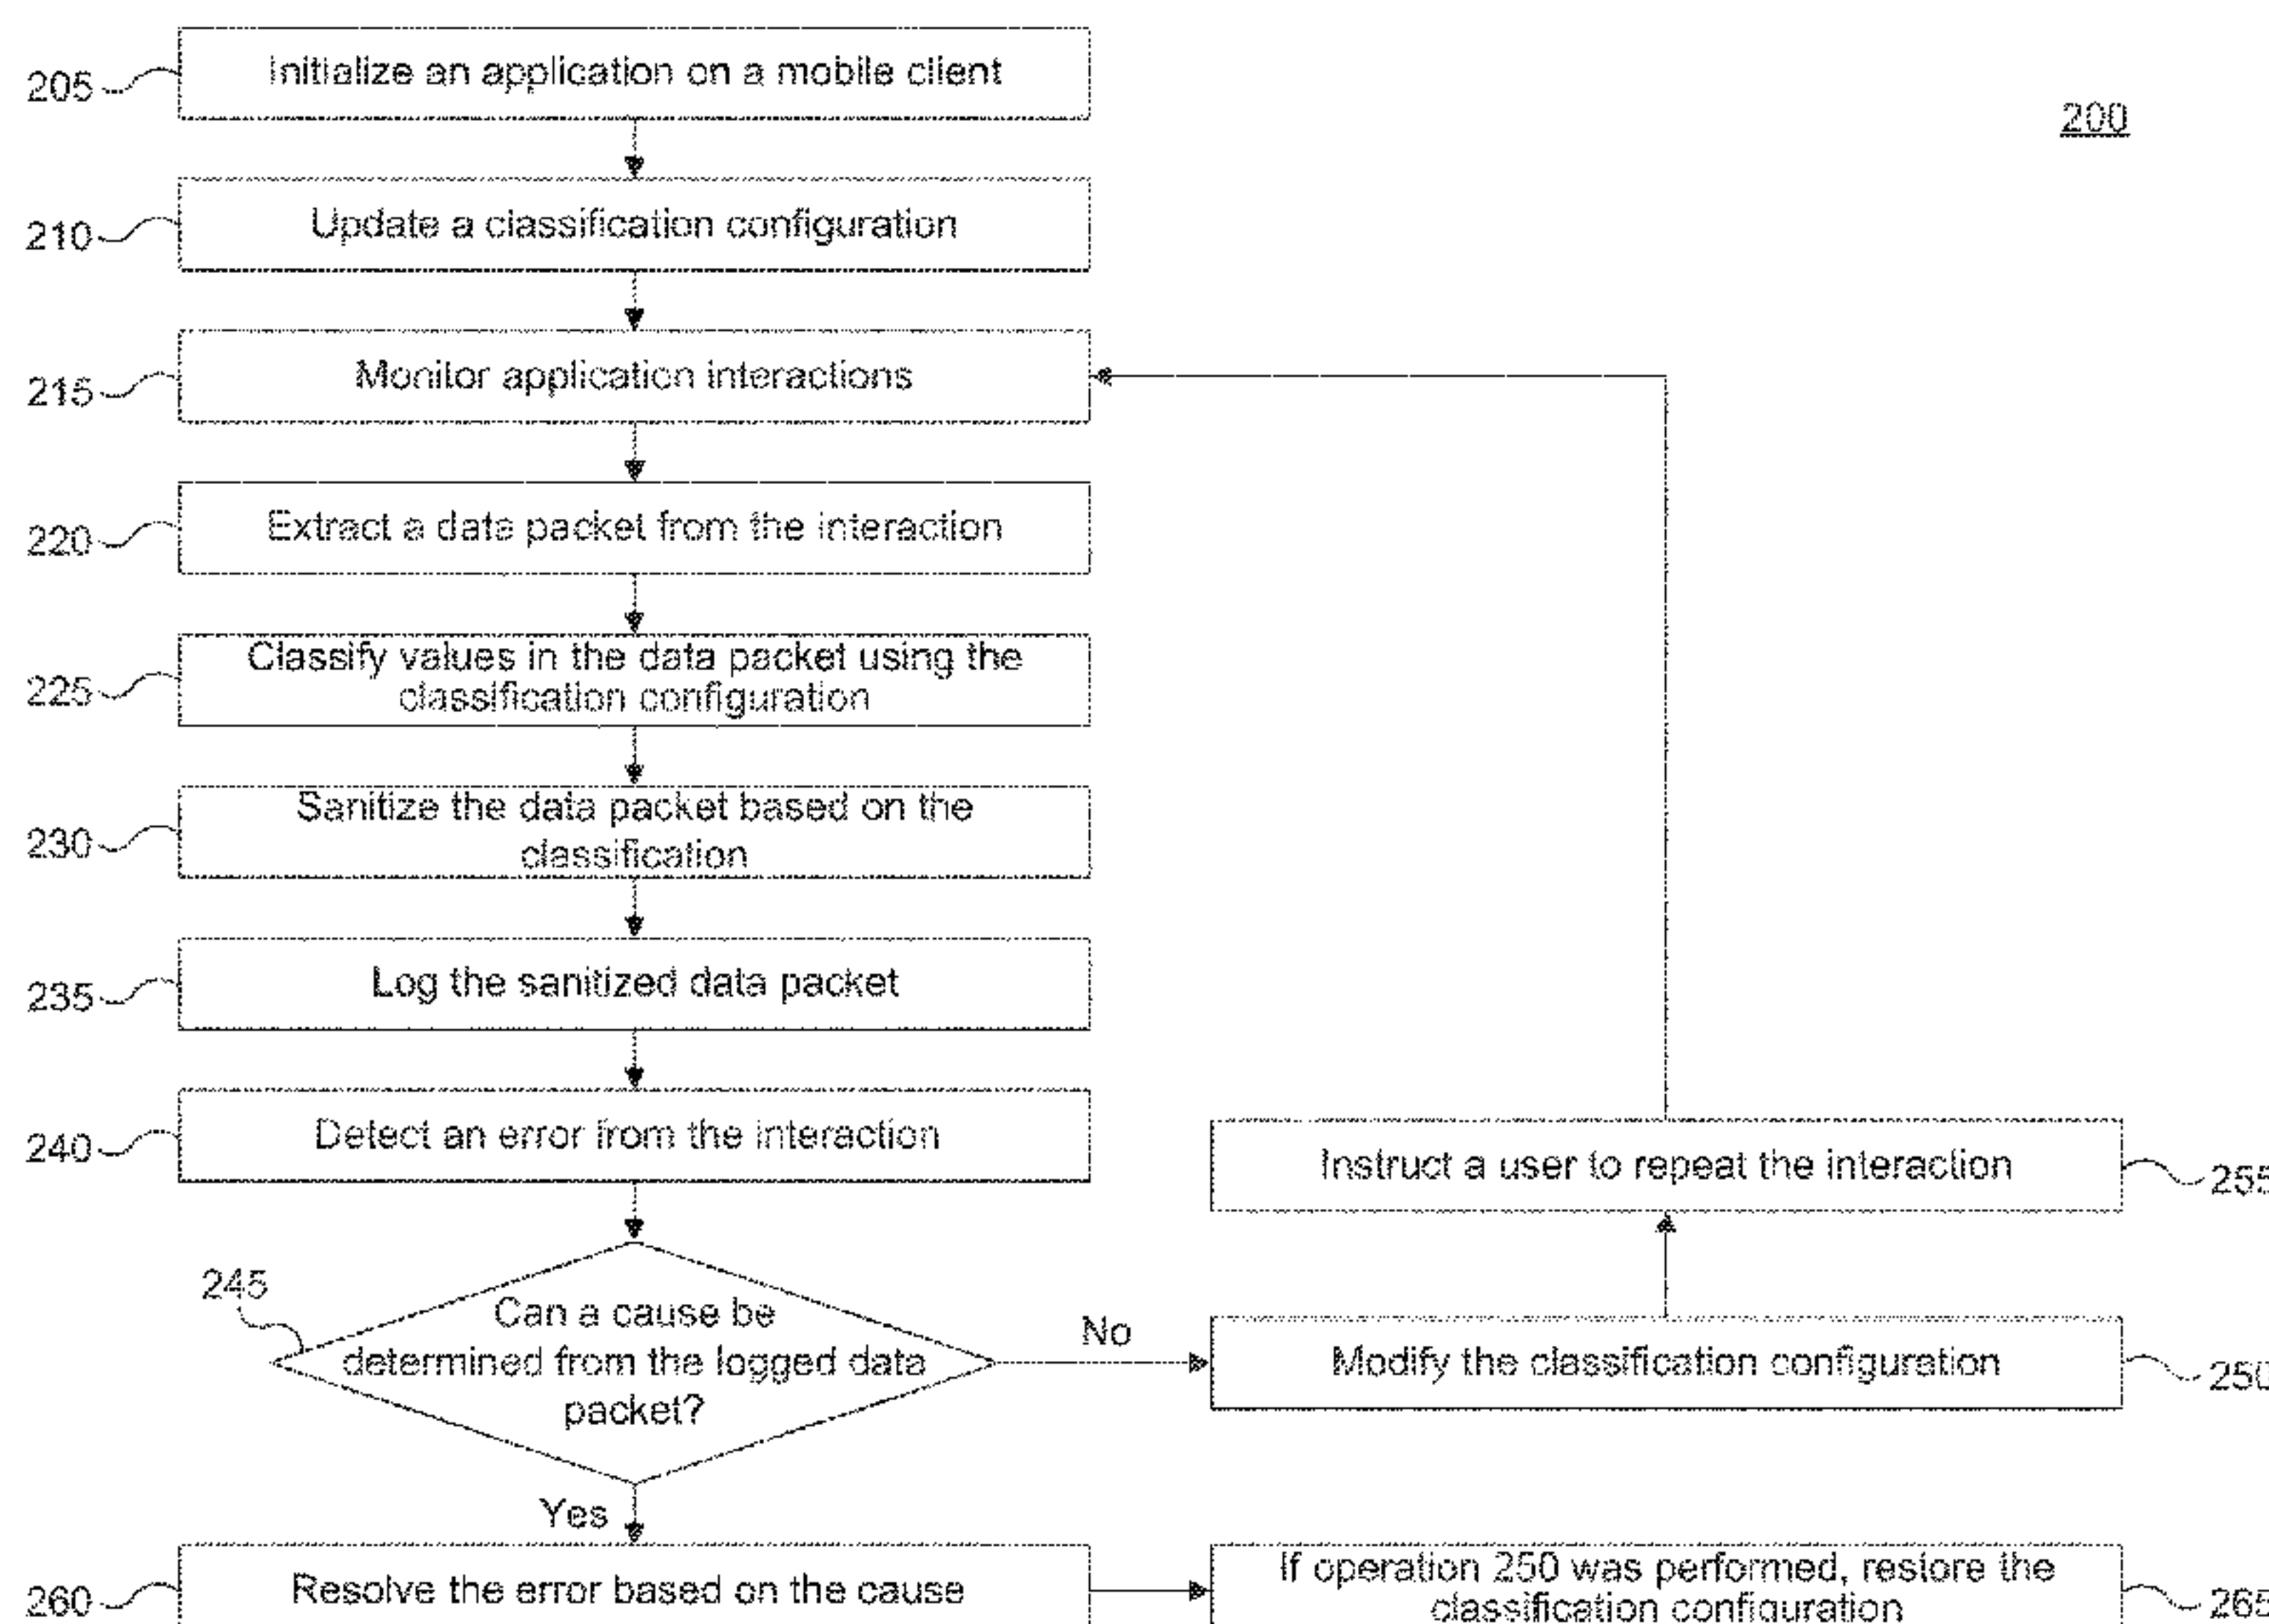 200
205
Initialize an application on a mobile client
210
Update a classification configuration
215
Monitor application interactions
220
Extract a data packet from the interaction
225
Classify values in the data packet using the
classification configuration
230
Sanitize the data packet based on the
classification
235
Log the sanitized data packet
240
Detect an error from the interaction
245
Can a cause be
determined from the logged data
packet?
No
Modify the classification configuration
250
Instruct a user to repeat the interaction
255
Yes
260
Resolve the error based on the cause
If operation 250 was performed, restore the
classification configuration
265